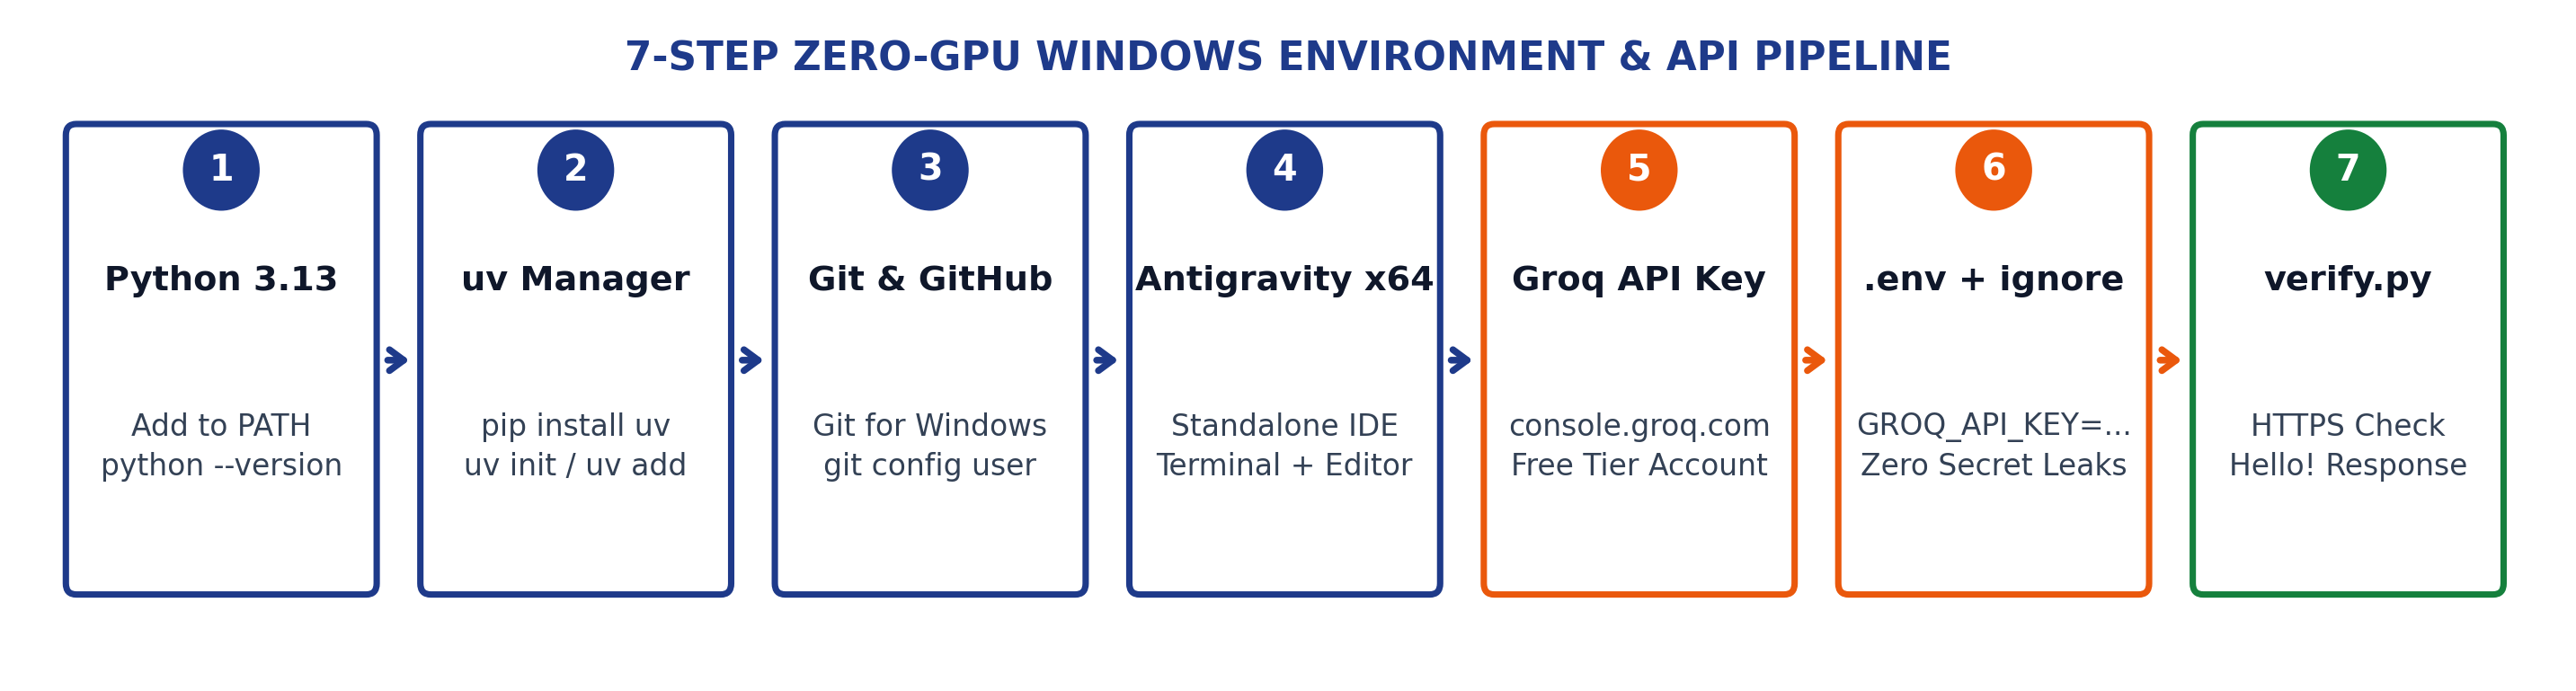 7-STEP ZERO-GPU WINDOWS ENVIRONMENT & API PIPELINE
1
Python 3.13
Add to PATH
python --version
2
uv Manager
pip install uv
uv init / uv add
3
Git & GitHub
Git for Windows
git config user
4
Antigravity x64
Standalone IDE
Terminal + Editor
5
Groq API Key
console.groq.com
Free Tier Account
6
.env + ignore
GROQ_API_KEY=...
Zero Secret Leaks
7
verify.py
HTTPS Check
Hello! Response